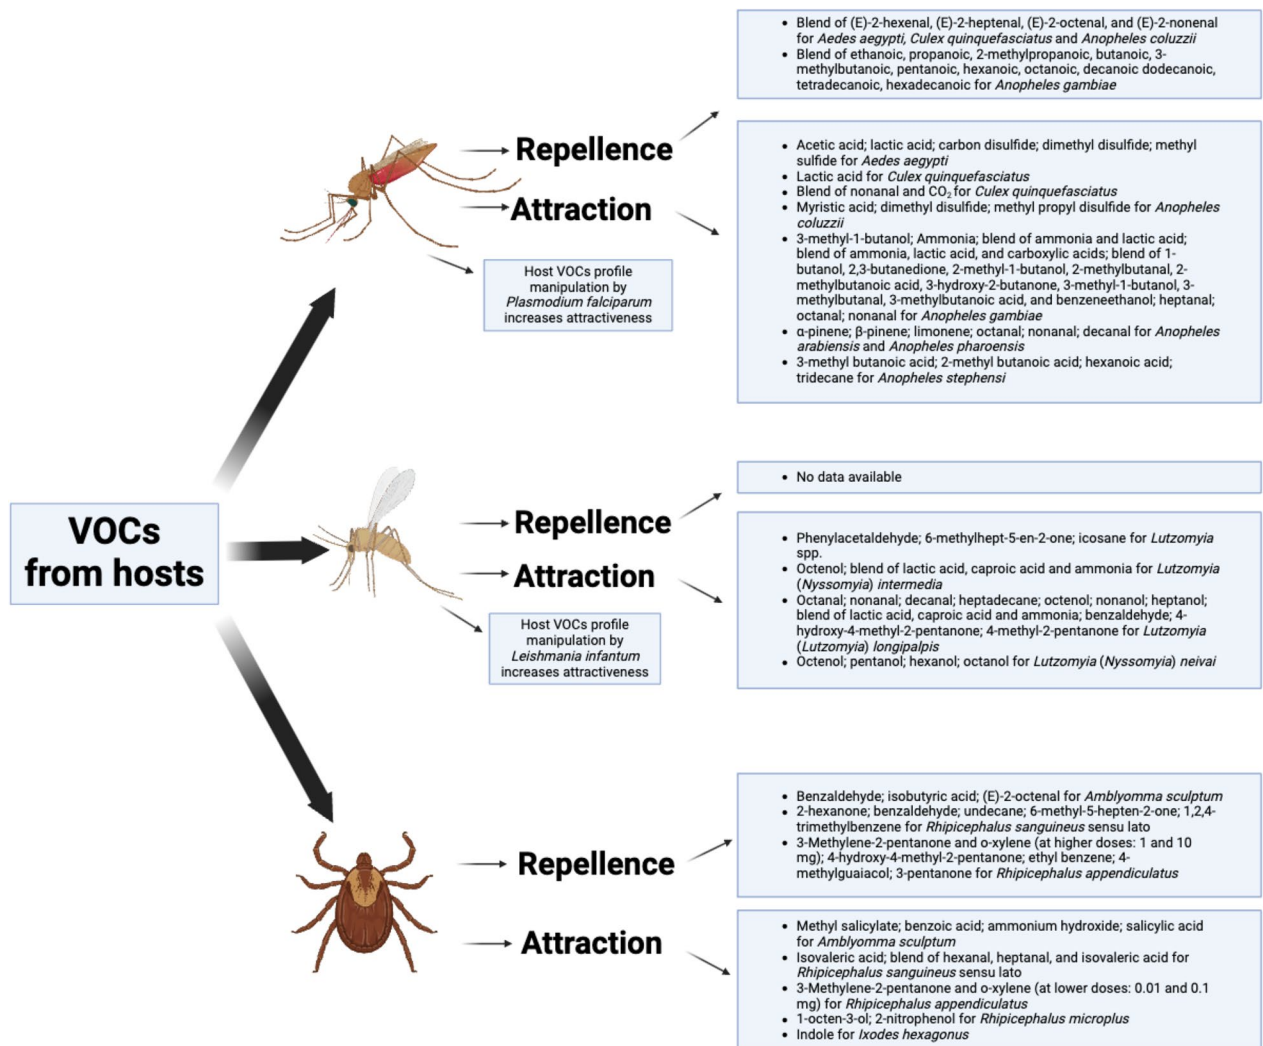 VOCs
from hosts
Repellence
• Blend of (E)-2-hexenal, (E)-2-heptenal, (E)-2-octenal, and (E)-2-nonenal
for Aedes aegypti, Culex quinquefasciatus and Anopheles coluzzii
• Blend of ethanoic, propanoic, 2-methylpropanoic, butanoic, 3-
methylbutanoic, pentanoic, hexanoic, octanoic, decanoic dodecanoic,
tetradecanoic, hexadecanoic for Anopheles gambiae
Attraction
• Acetic acid; lactic acid; carbon disulfide; dimethyl disulfide; methyl
sulfide for Aedes aegypti
• Lactic acid for Culex quinquefasciatus
• Blend of nonanal and CO₂ for Culex quinquefasciatus
• Myristic acid; dimethyl disulfide; methyl propyl disulfide for Anopheles
coluzzii
• 3-methyl-1-butanol; Ammonia; blend of ammonia and lactic acid;
blend of ammonia, lactic acid, and carboxylic acids; blend of 1-
butanol, 2,3-butanedione, 2-methyl-1-butanol, 2-methylbutanal, 2-
methylbutanoic acid, 3-hydroxy-2-butanone, 3-methyl-1-butanol, 3-
methylbutanal, 3-methylbutanoic acid, and benzeneethanol; heptanal;
octanal; nonanal for Anopheles gambiae
• α-pinene; β-pinene; limonene; octanal; nonanal; decanal for Anopheles
arabiensis and Anopheles pharoensis
• 3-methyl butanoic acid; 2-methyl butanoic acid; hexanoic acid;
tridecane for Anopheles stephensi
Host VOCs profile
manipulation by
Plasmodium falciparum
increases attractiveness
Repellence
• No data available
Attraction
• Phenylacetaldehyde; 6-methylhept-5-en-2-one; icosane for Lutzomyia
spp.
• Octenol; blend of lactic acid, caproic acid and ammonia for Lutzomyia
(Nyssomyia) intermedia
• Octanal; nonanal; decanal; heptadecane; octenol; nonanol; heptanol;
blend of lactic acid, caproic acid and ammonia; benzaldehyde; 4-
hydroxy-4-methyl-2-pentanone; 4-methyl-2-pentanone for Lutzomyia
(Lutzomyia) longipalpis
• Octenol; pentanol; hexanol; octanol for Lutzomyia (Nyssomyia) neivai
Host VOCs profile
manipulation by
Leishmania infantum
increases attractiveness
Repellence
• Benzaldehyde; isobutyric acid; (E)-2-octenal for Amblyomma sculptum
• 2-hexanone; benzaldehyde; undecane; 6-methyl-5-hepten-2-one; 1,2,4-
trimethylbenzene for Rhipicephalus sanguineus sensu lato
• 3-Methylene-2-pentanone and o-xylene (at higher doses: 1 and 10
mg); 4-hydroxy-4-methyl-2-pentanone; ethyl benzene; 4-
methylguaiacol; 3-pentanone for Rhipicephalus appendiculatus
Attraction
• Methyl salicylate; benzoic acid; ammonium hydroxide; salicylic acid
for Amblyomma sculptum
• Isovaleric acid; blend of hexanal, heptanal, and isovaleric acid for
Rhipicephalus sanguineus sensu lato
• 3-Methylene-2-pentanone and o-xylene (at lower doses: 0.01 and 0.1
mg) for Rhipicephalus appendiculatus
• 1-octen-3-ol; 2-nitrophenol for Rhipicephalus microplus
• Indole for Ixodes hexagonus